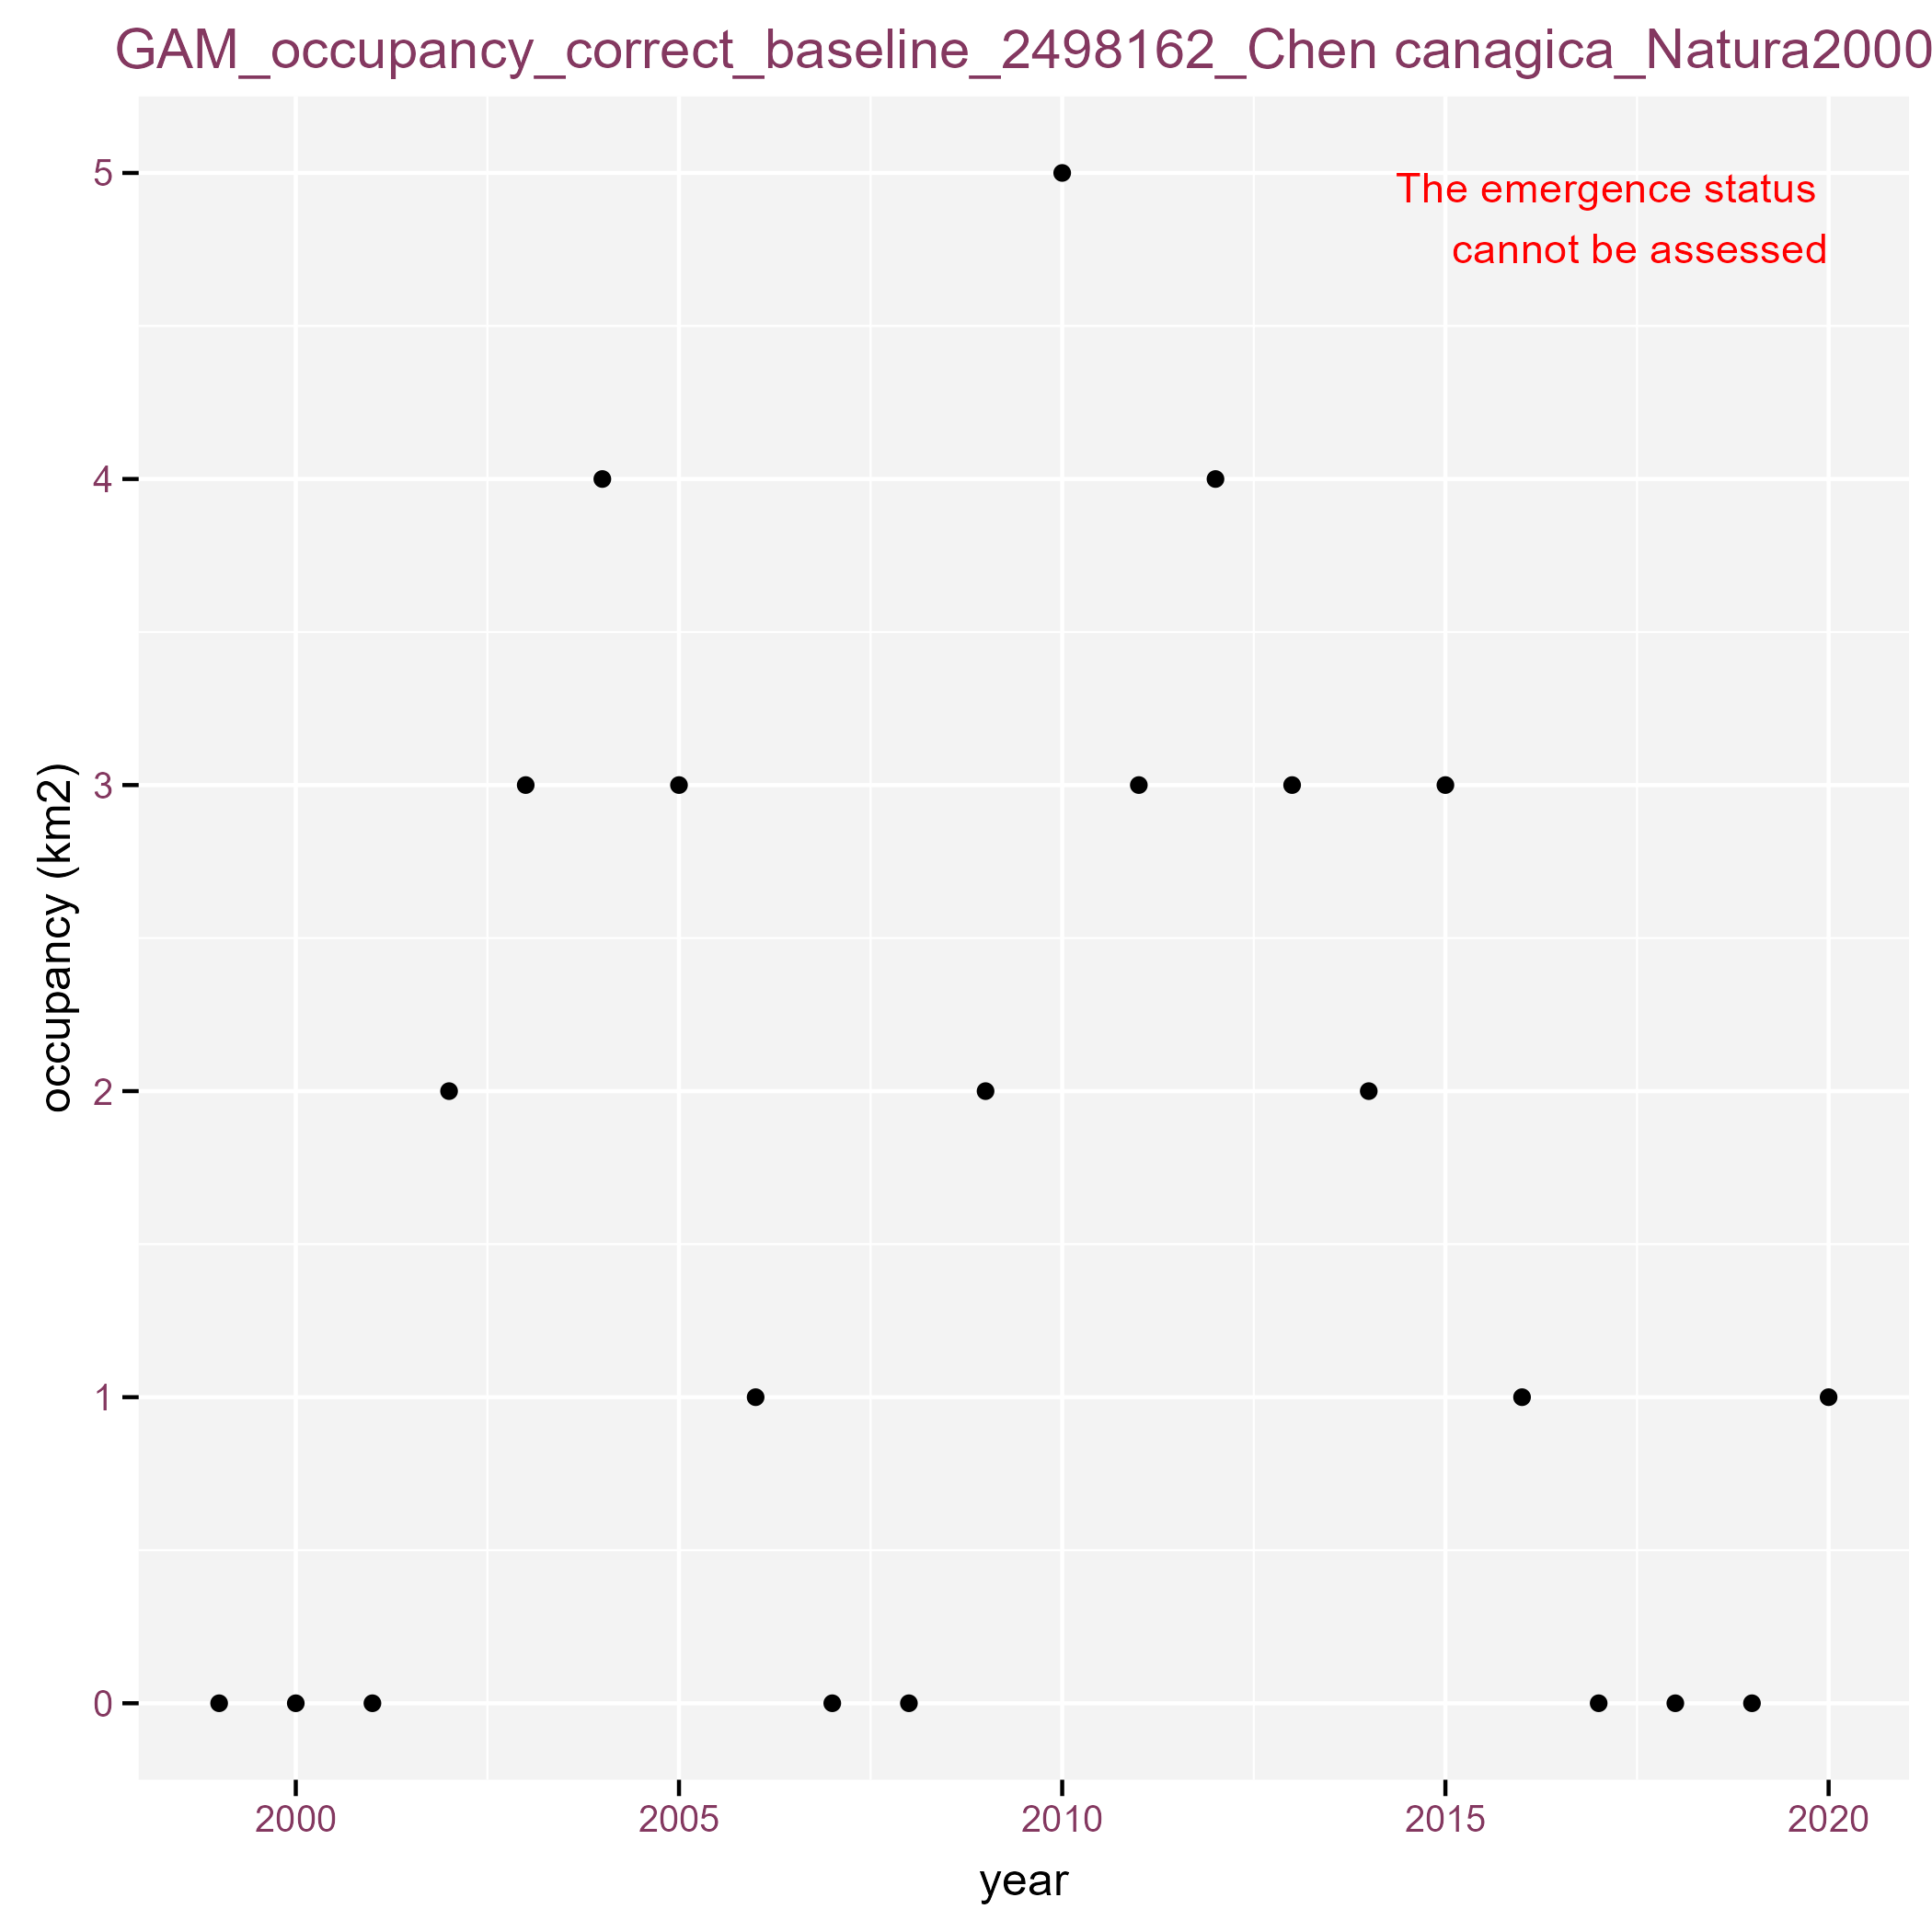 GAM_occupancy_correct_baseline_2498162_Chen canagica_Natura2000
The emergence status
cannot be assessed
occupancy (km2)
5
4
3
2
1
0
2000 2005 2010 2015 2020
year